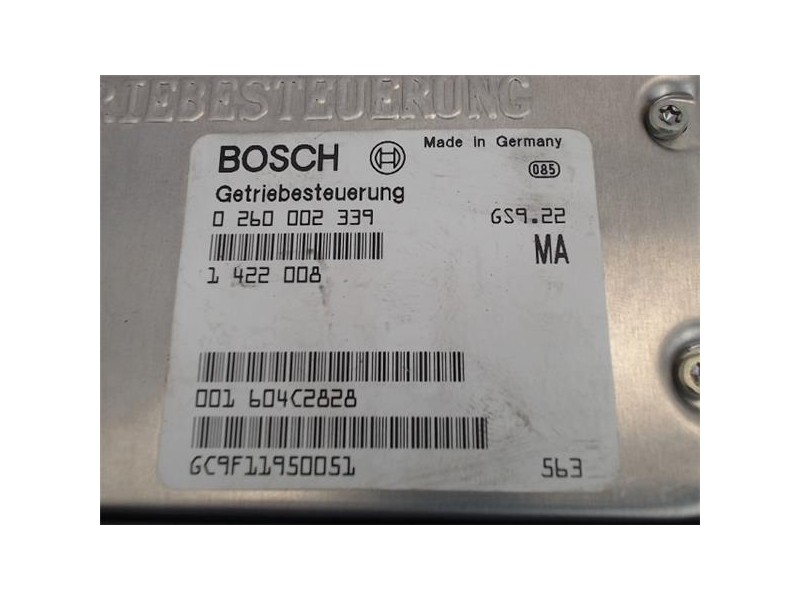 RIEBESTEUERUNG
BOSCH
Made in Germany
085
Getriebesteuerung
0 260 002 339
GS9.22
MA
1 422 008
001 604C2828
GC9F1195D051
563